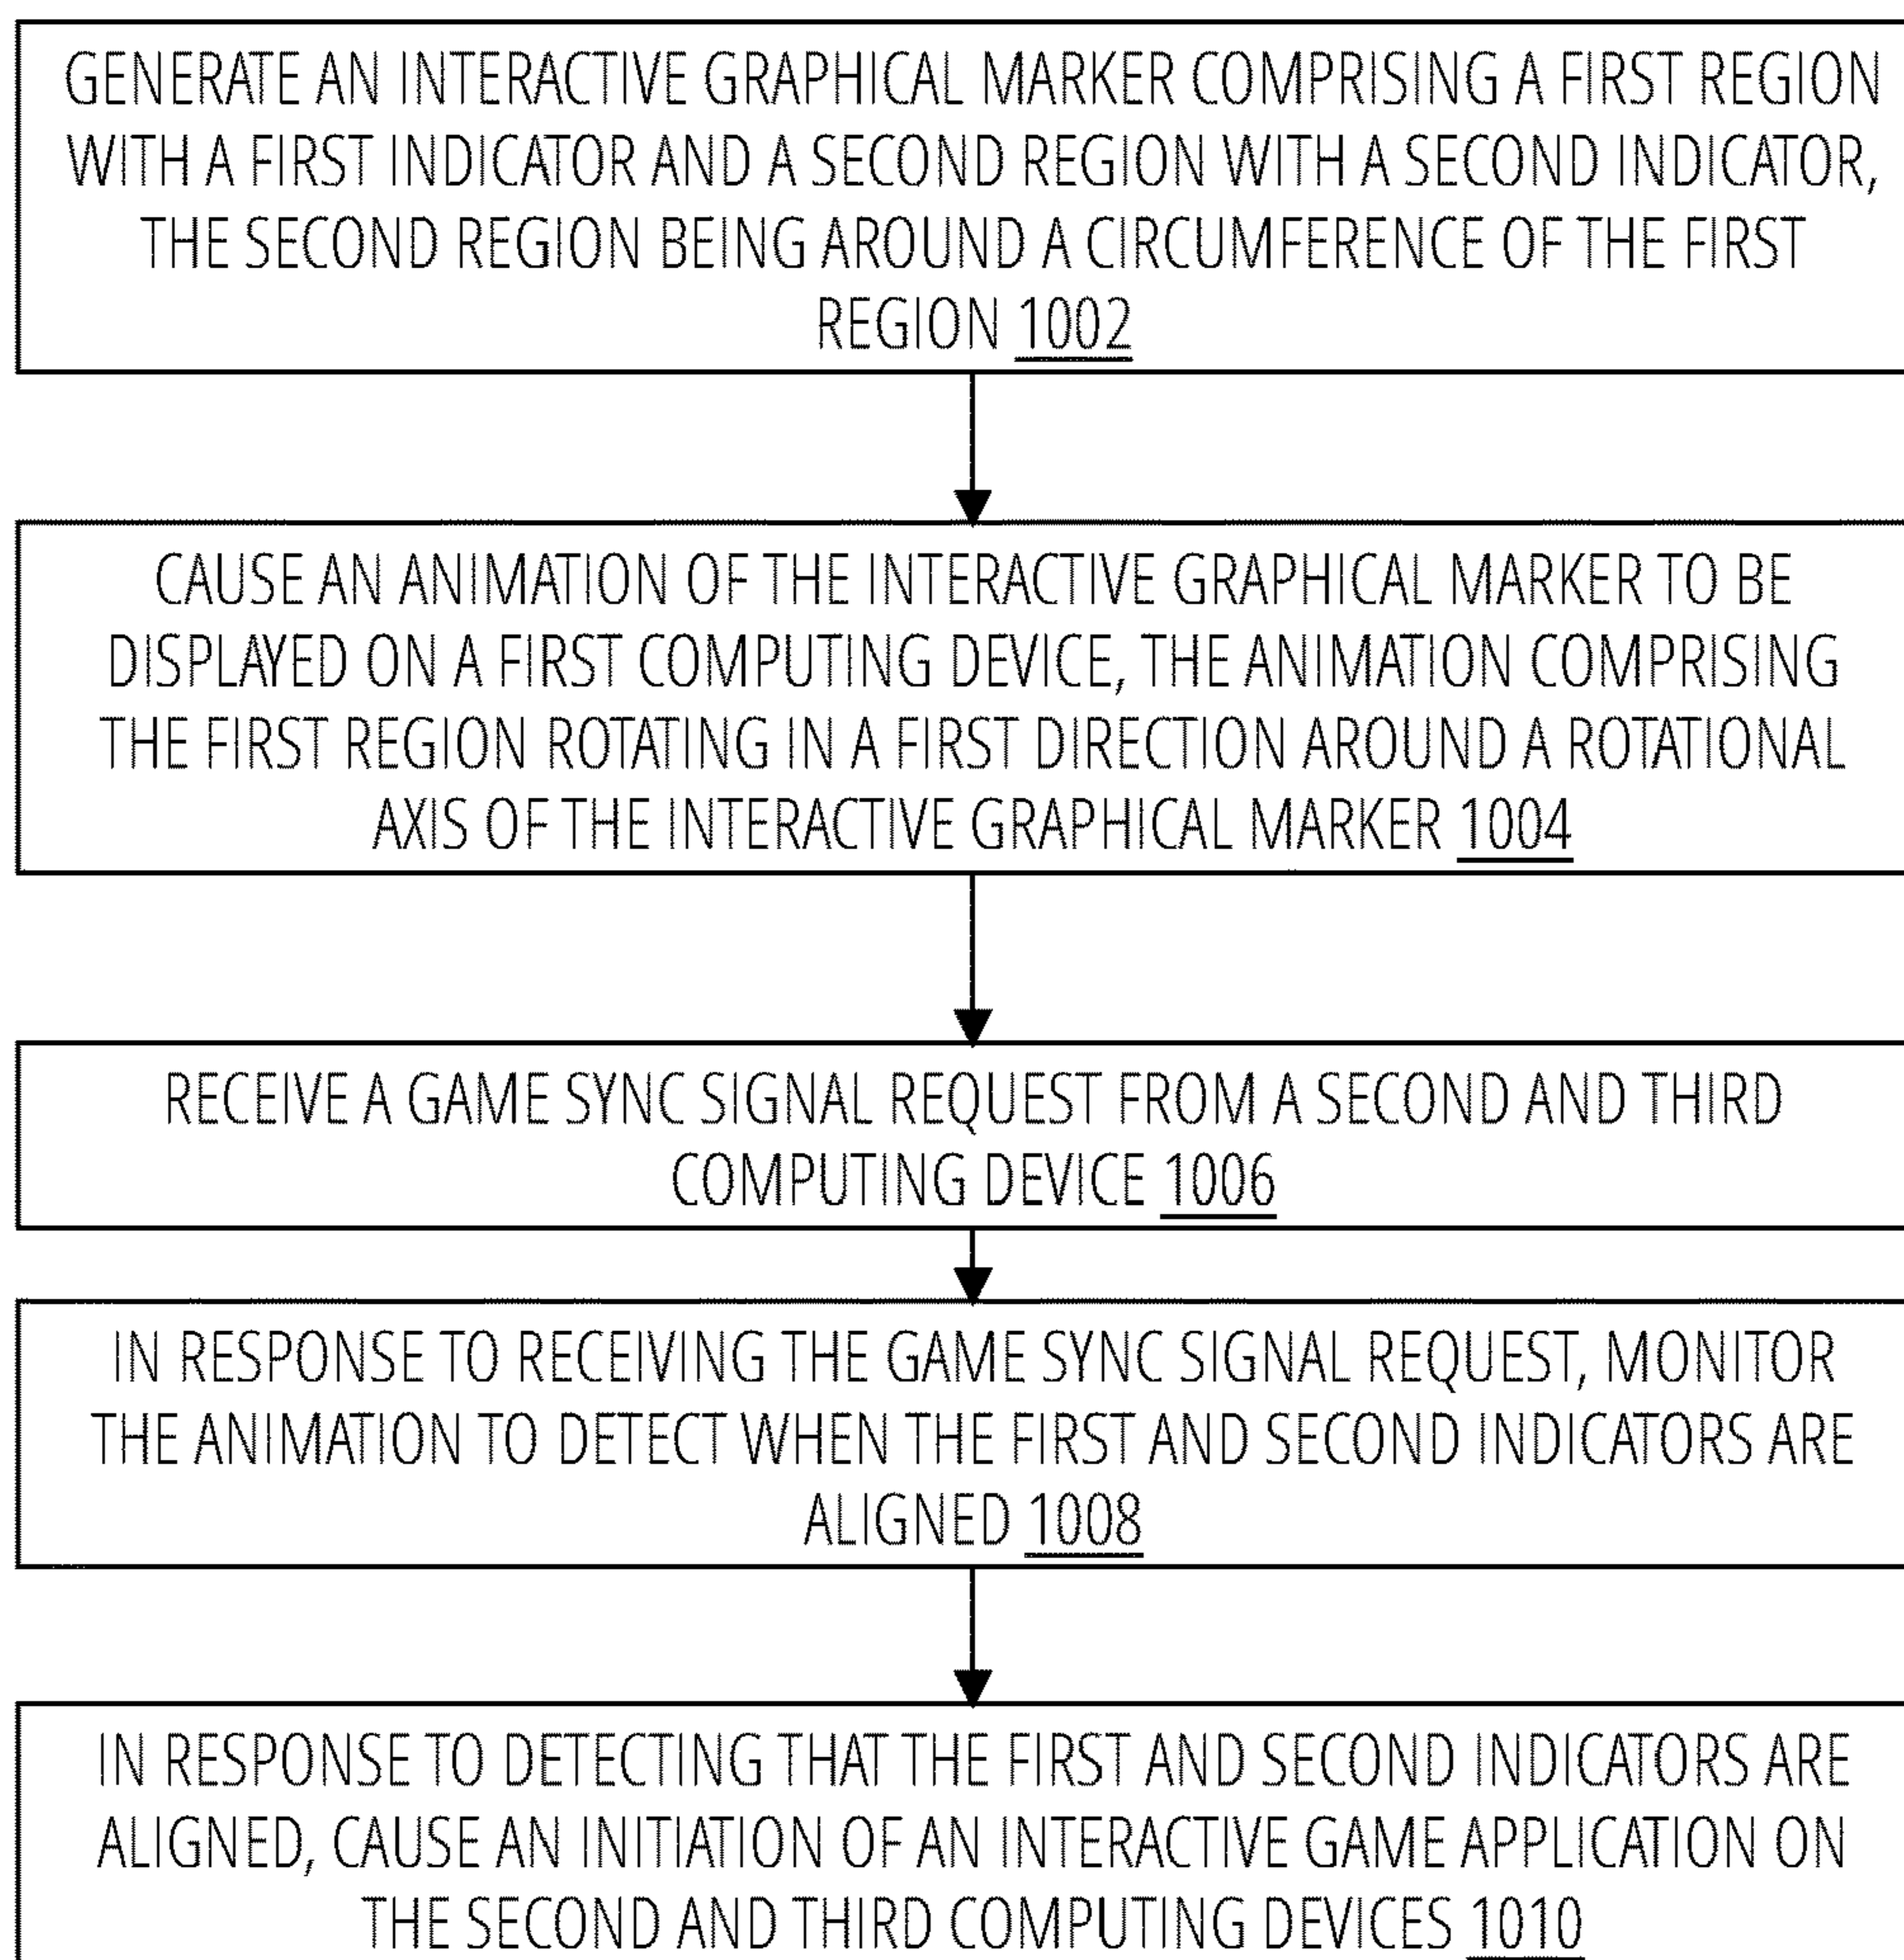 GENERATE AN INTERACTIVE GRAPHICAL MARKER COMPRISING A FIRST REGION
WITH A FIRST INDICATOR AND A SECOND REGION WITH A SECOND INDICATOR,
THE SECOND REGION BEING AROUND A CIRCUMFERENCE OF THE FIRST
REGION 1002
CAUSE AN ANIMATION OF THE INTERACTIVE GRAPHICAL MARKER TO BE
DISPLAYED ON A FIRST COMPUTING DEVICE, THE ANIMATION COMPRISING
THE FIRST REGION ROTATING IN A FIRST DIRECTION AROUND A ROTATIONAL
AXIS OF THE INTERACTIVE GRAPHICAL MARKER 1004
RECEIVE A GAME SYNC SIGNAL REQUEST FROM A SECOND AND THIRD
COMPUTING DEVICE 1006
IN RESPONSE TO RECEIVING THE GAME SYNC SIGNAL REQUEST, MONITOR
THE ANIMATION TO DETECT WHEN THE FIRST AND SECOND INDICATORS ARE
ALIGNED 1008
IN RESPONSE TO DETECTING THAT THE FIRST AND SECOND INDICATORS ARE
ALIGNED, CAUSE AN INITIATION OF AN INTERACTIVE GAME APPLICATION ON
THE SECOND AND THIRD COMPUTING DEVICES 1010